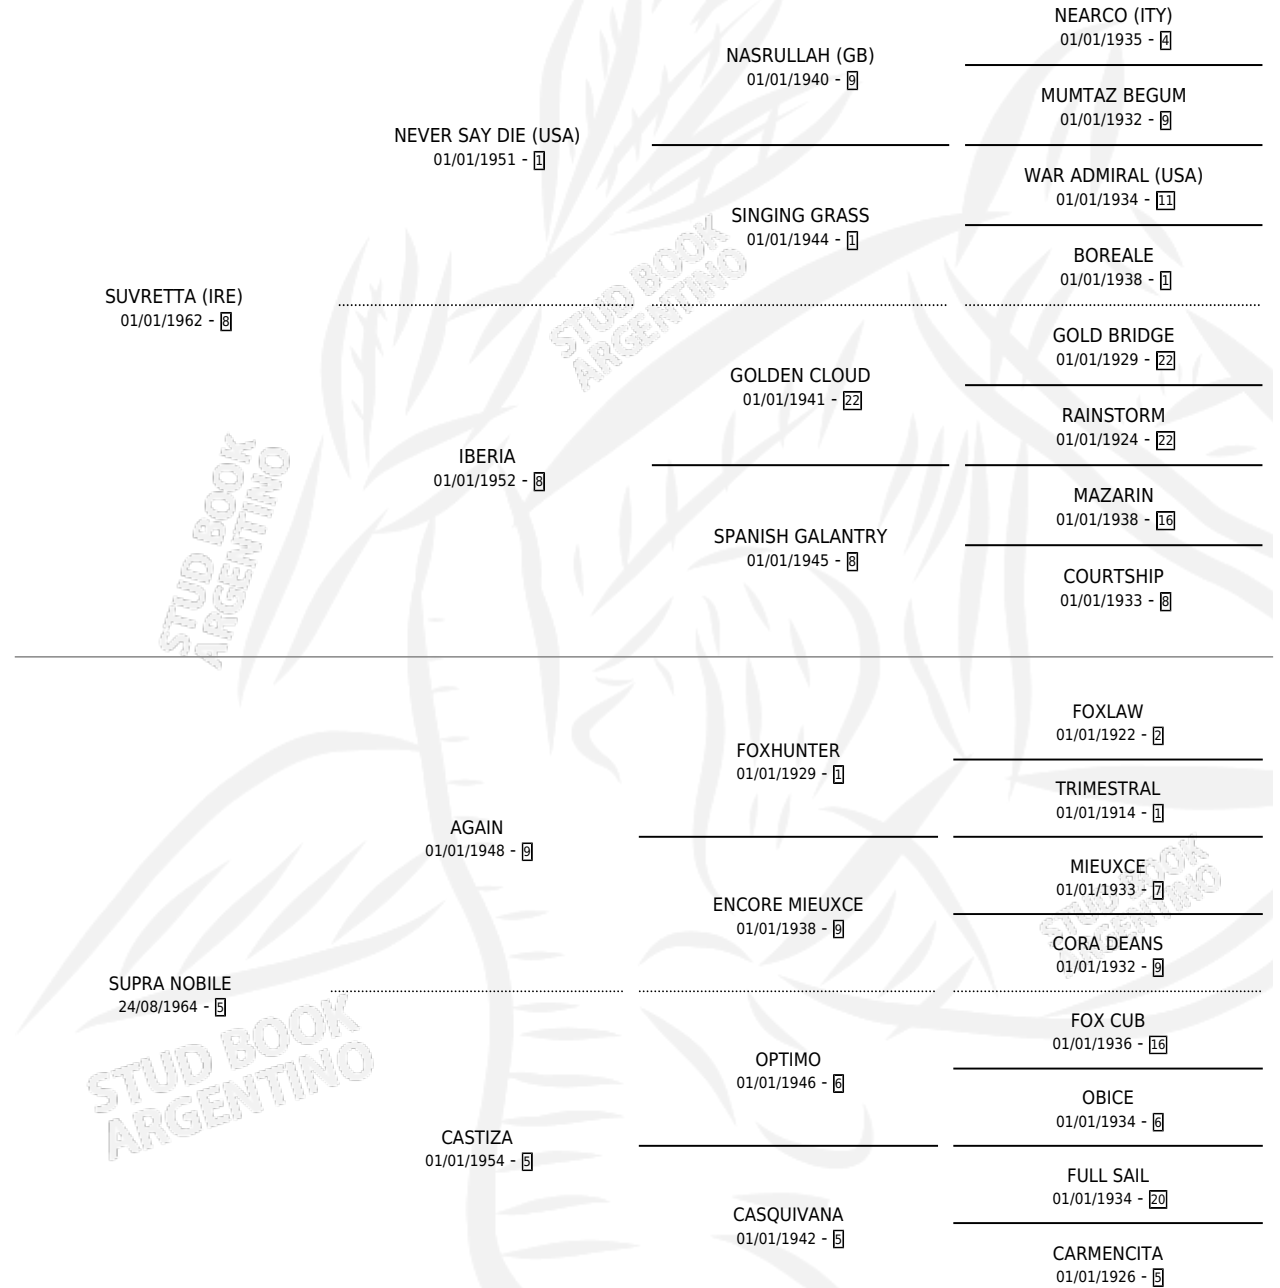 NEARCO (ITY)
01/01/1935 - 4
NASRULLAH (GB)
01/01/1940 - 9
MUMTAZ BEGUM
01/01/1932 - 9
NEVER SAY DIE (USA)
01/01/1951 - 1
WAR ADMIRAL (USA)
01/01/1934 - 11
SINGING GRASS
01/01/1944 - 1
BOREALE
01/01/1938 - 1
SUVRETTA (IRE)
01/01/1962 - 8
GOLD BRIDGE
01/01/1929 - 22
GOLDEN CLOUD
01/01/1941 - 22
RAINSTORM
01/01/1924 - 22
IBERIA
01/01/1952 - 8
MAZARIN
01/01/1938 - 16
SPANISH GALANTRY
01/01/1945 - 8
COURTSHIP
01/01/1933 - 8
FOXLAW
01/01/1922 - 2
FOXHUNTER
01/01/1929 - 1
TRIMESTRAL
01/01/1914 - 1
AGAIN
01/01/1948 - 9
MIEUXCE
01/01/1933 - 7
ENCORE MIEUXCE
01/01/1938 - 9
CORA DEANS
01/01/1932 - 9
SUPRA NOBILE
24/08/1964 - 5
FOX CUB
01/01/1936 - 16
OPTIMO
01/01/1946 - 6
OBICE
01/01/1934 - 6
CASTIZA
01/01/1954 - 5
FULL SAIL
01/01/1934 - 20
CASQUIVANA
01/01/1942 - 5
CARMENCITA
01/01/1926 - 5
STUD BOOK
ARGENTINO
STUD BOOK
ARGENTINO
STUD BOOK
ARGENTINO
STUD BOOK
ARGENTINO